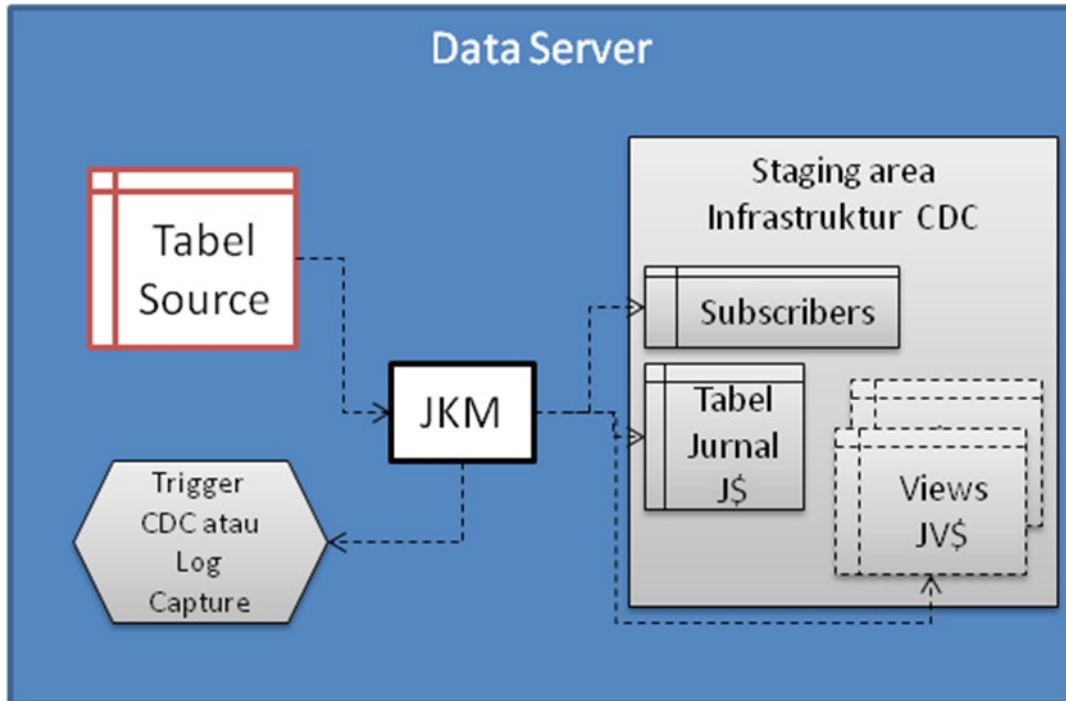 Data Server
Tabel
Source
JKM
Trigger
CDC atau
Log
Capture
Staging area
Infrastruktur CDC
Subscribers
Tabel
Jurnal
J$
Views
JV$